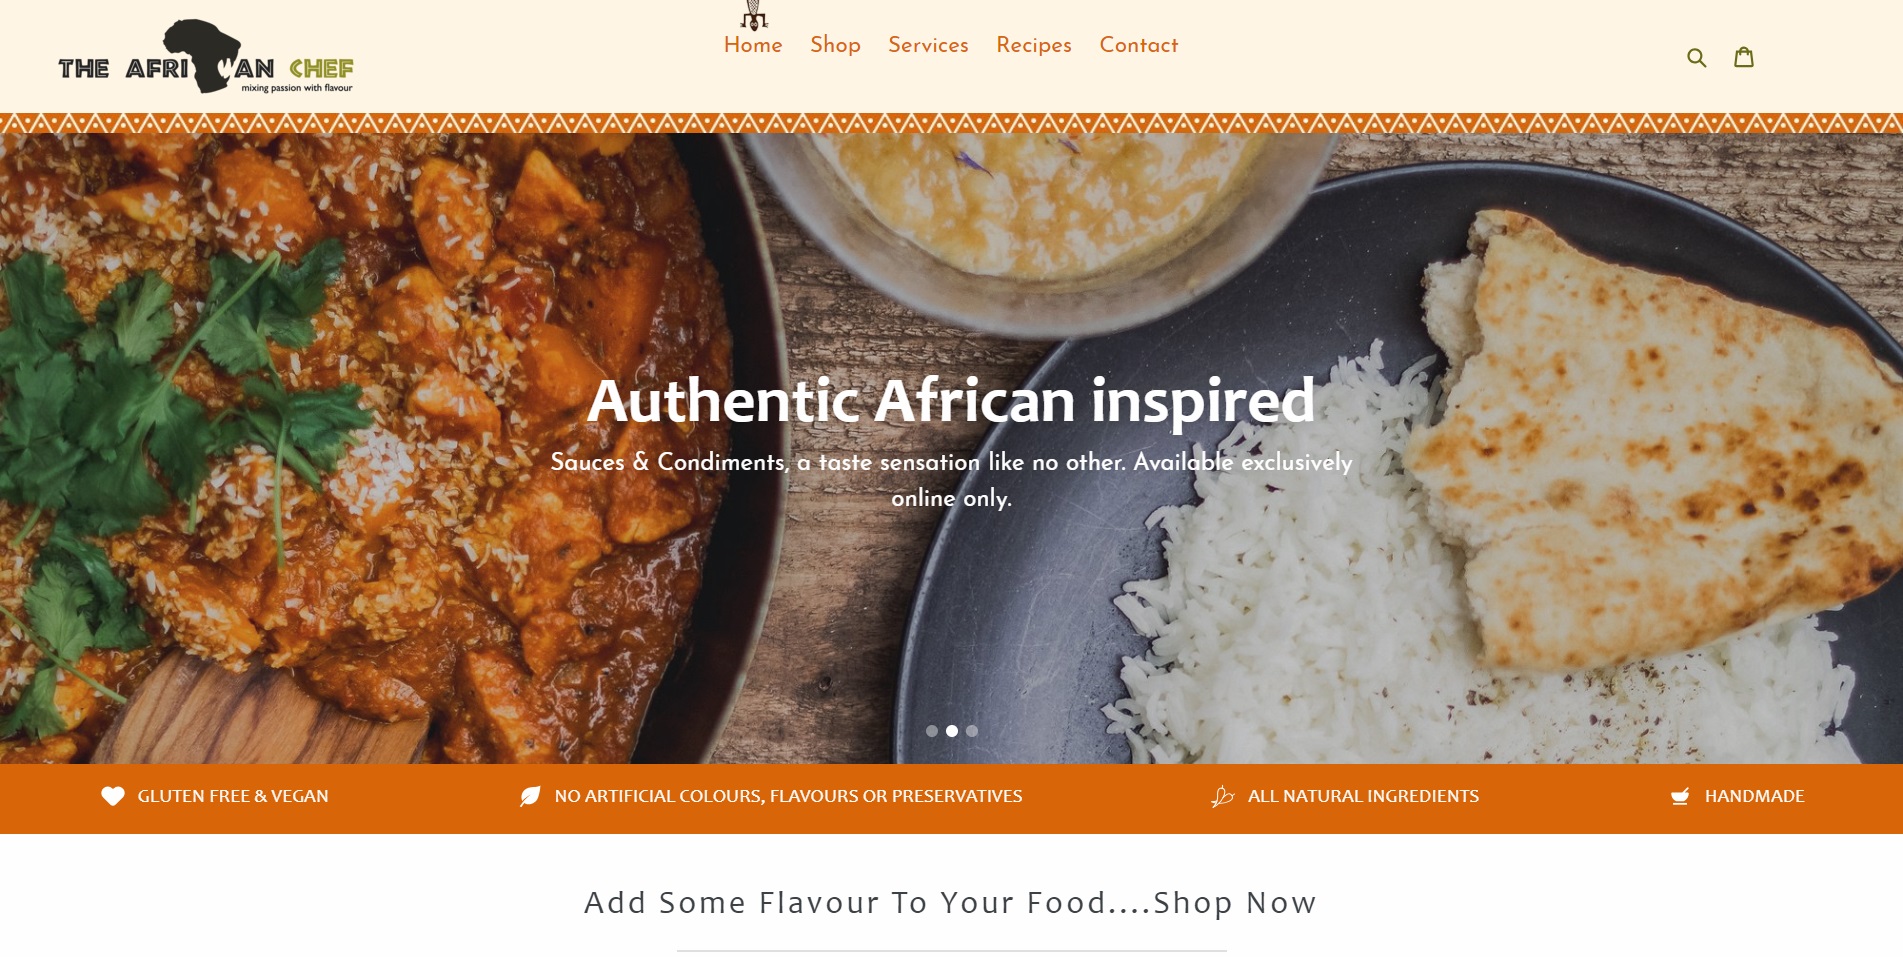 THE AFRICAN CHEF
mixing passion with flavour
Home Shop Services Recipes Contact
Authentic African inspired
Sauces & Condiments, a taste sensation like no other. Available exclusively
online only.
GLUTEN FREE & VEGAN NO ARTIFICIAL COLOURS, FLAVOURS OR PRESERVATIVES ALL NATURAL INGREDIENTS HANDMADE
Add Some Flavour To Your Food....Shop Now